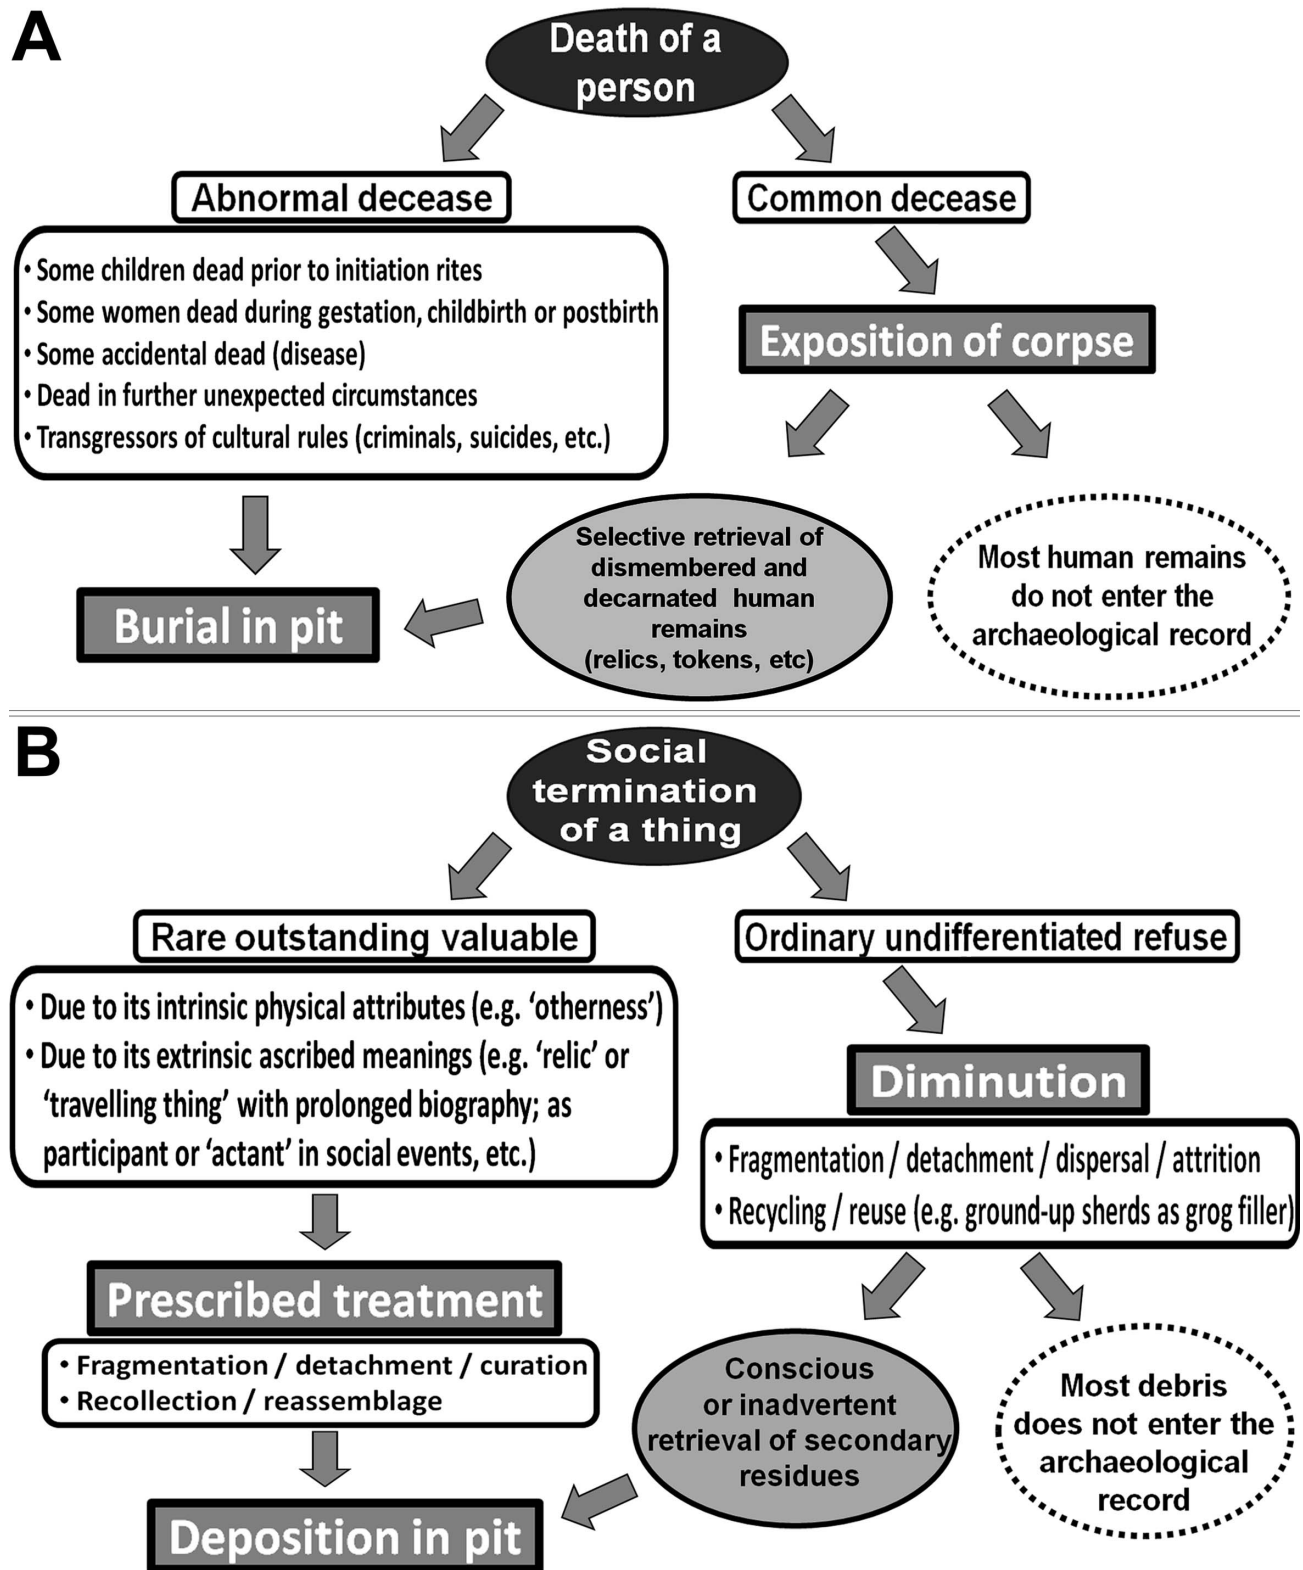 A
Death of a
person
Abnormal decease
Common decease
• Some children dead prior to initiation rites
• Some women dead during gestation, childbirth or postbirth
• Some accidental dead (disease)
• Dead in further unexpected circumstances
• Transgressors of cultural rules (criminals, suicides, etc.)
Exposition of corpse
Selective retrieval of
dismembered and
decarnated human
remains
(relics, tokens, etc)
Most human remains
do not enter the
archaeological record
Burial in pit
B
Social
termination
of a thing
Rare outstanding valuable
Ordinary undifferentiated refuse
• Due to its intrinsic physical attributes (e.g. ‘otherness’)
• Due to its extrinsic ascribed meanings (e.g. ‘relic’ or
‘travelling thing’ with prolonged biography; as
participant or ‘actant’ in social events, etc.)
Diminution
• Fragmentation / detachment / dispersal / attrition
• Recycling / reuse (e.g. ground-up sherds as grog filler)
Prescribed treatment
• Fragmentation / detachment / curation
• Recollection / reassemblage
Conscious
or inadvertent
retrieval of secondary
residues
Most debris
does not enter the
archaeological
record
Deposition in pit